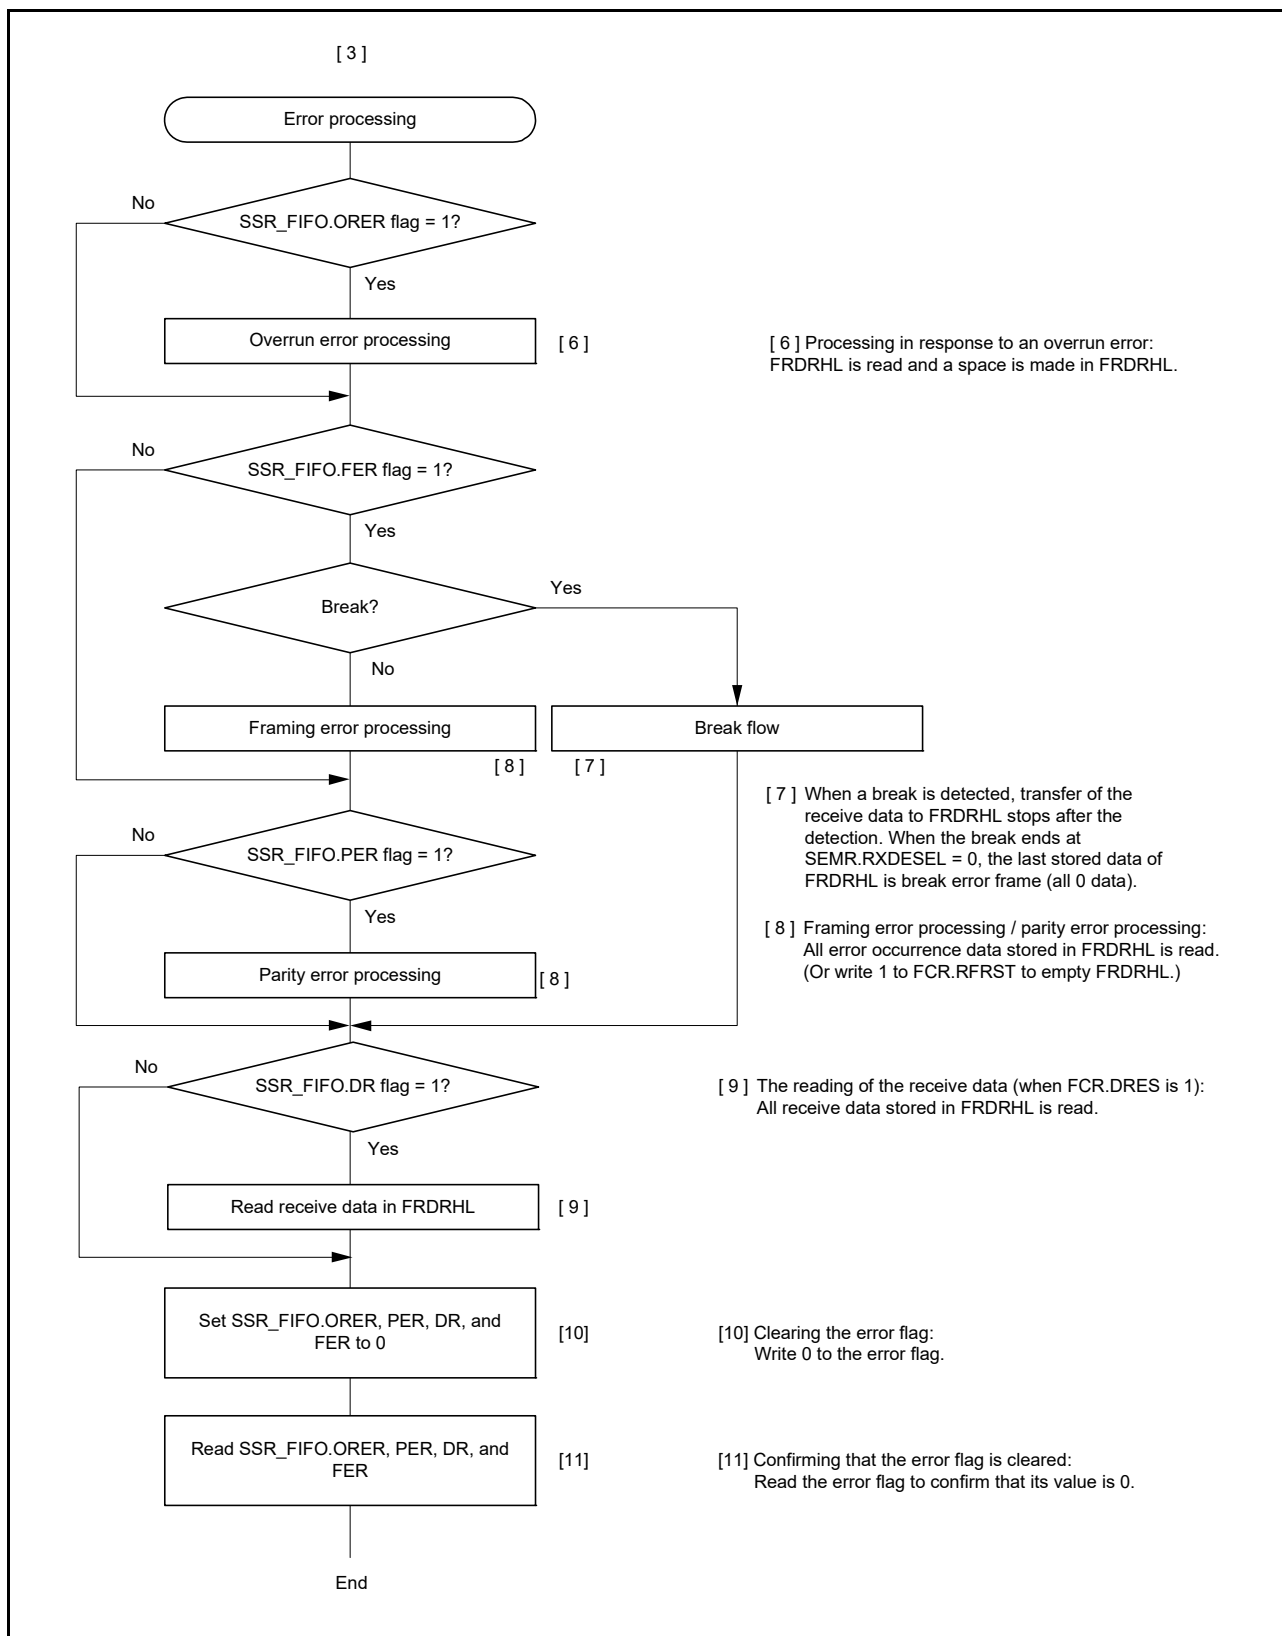 [ 3 ]
Error processing
No
SSR_FIFO.ORER flag = 1?
Yes
Overrun error processing
[ 6 ]
[ 6 ] Processing in response to an overrun error:
FRDRHL is read and a space is made in FRDRHL.
No
SSR_FIFO.FER flag = 1?
Yes
Break?
Yes
No
Framing error processing
Break flow
[ 8 ]
[ 7 ]
[ 7 ] When a break is detected, transfer of the
receive data to FRDRHL stops after the
detection. When the break ends at
SEMR.RXDESEL = 0, the last stored data of
FRDRHL is break error frame (all 0 data).
No
SSR_FIFO.PER flag = 1?
Yes
[ 8 ] Framing error processing / parity error processing:
All error occurrence data stored in FRDRHL is read.
(Or write 1 to FCR.RFRST to empty FRDRHL.)
Parity error processing
[ 8 ]
No
SSR_FIFO.DR flag = 1?
Yes
[ 9 ] The reading of the receive data (when FCR.DRES is 1):
All receive data stored in FRDRHL is read.
Read receive data in FRDRHL
[ 9 ]
Set SSR_FIFO.ORER, PER, DR, and
FER to 0
[10]
[10] Clearing the error flag:
Write 0 to the error flag.
Read SSR_FIFO.ORER, PER, DR, and
FER
[11]
[11] Confirming that the error flag is cleared:
Read the error flag to confirm that its value is 0.
End